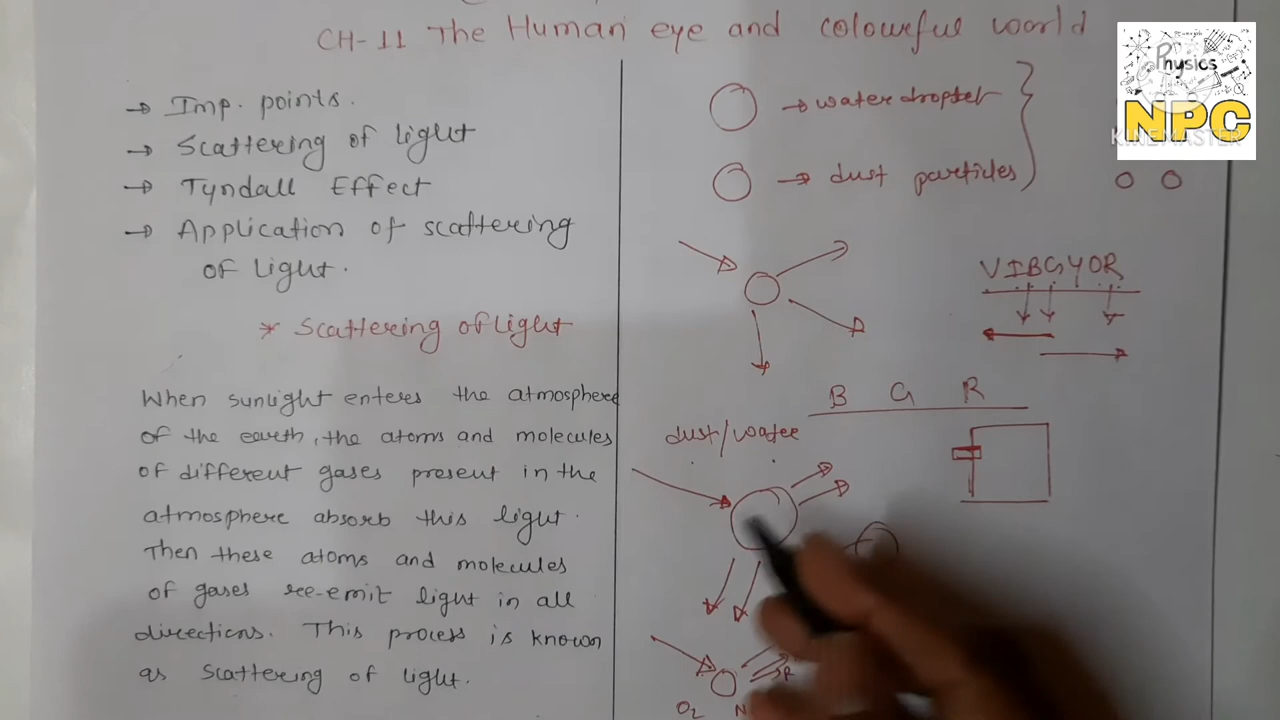 CH-11 The Human eye and colourful world
→ Imp. points.
→ Scattering of light
→ Tyndall Effect
→ Application of scattering
of light.
* Scattering of light
When sunlight enters the atmosphere
of the earth, the atoms and molecules
of different gases present in the
atmosphere absorb this light.
Then these atoms and molecules
of gases re-emit light in all
directions. This process is known
as scattering of light.
→ water droplet
→ dust particles
VIBGYOR
B G R
dust/water
R
O2 N
Physics
NPC
KINEMASTER